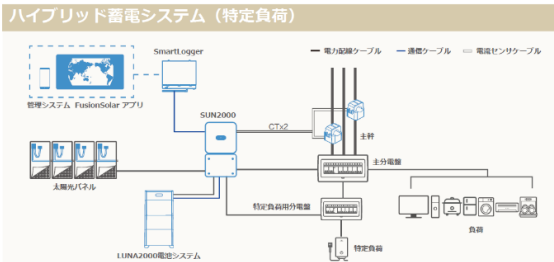 ハイブリッド蓄電システム（特定負荷）
SmartLogger
電力配線ケーブル
通信ケーブル
電流センサケーブル
管理システム FusionSolar アプリ
SUN2000
CTx2
主幹
主分電盤
太陽光パネル
特定負荷用分電盤
負荷
LUNA2000電池システム
特定負荷